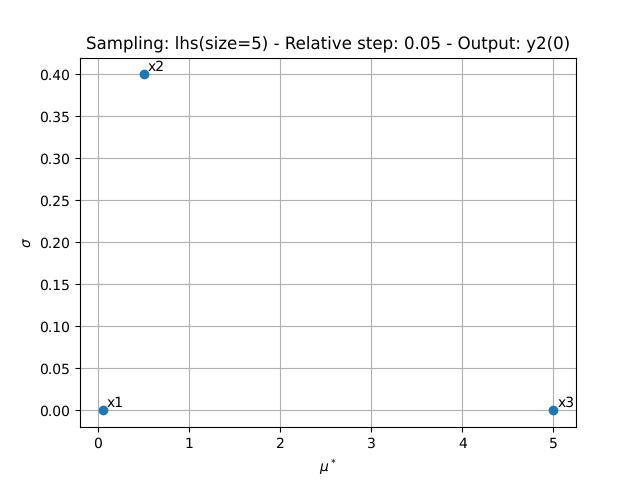 Sampling: lhs(size=5) - Relative step: 0.05 - Output: y2(0)
x2
0.40
0.35
0.30
0.25
0.20
0.15
0.10
0.05
0.00
σ
x1
x3
0 1 2 3 4 5
μ*